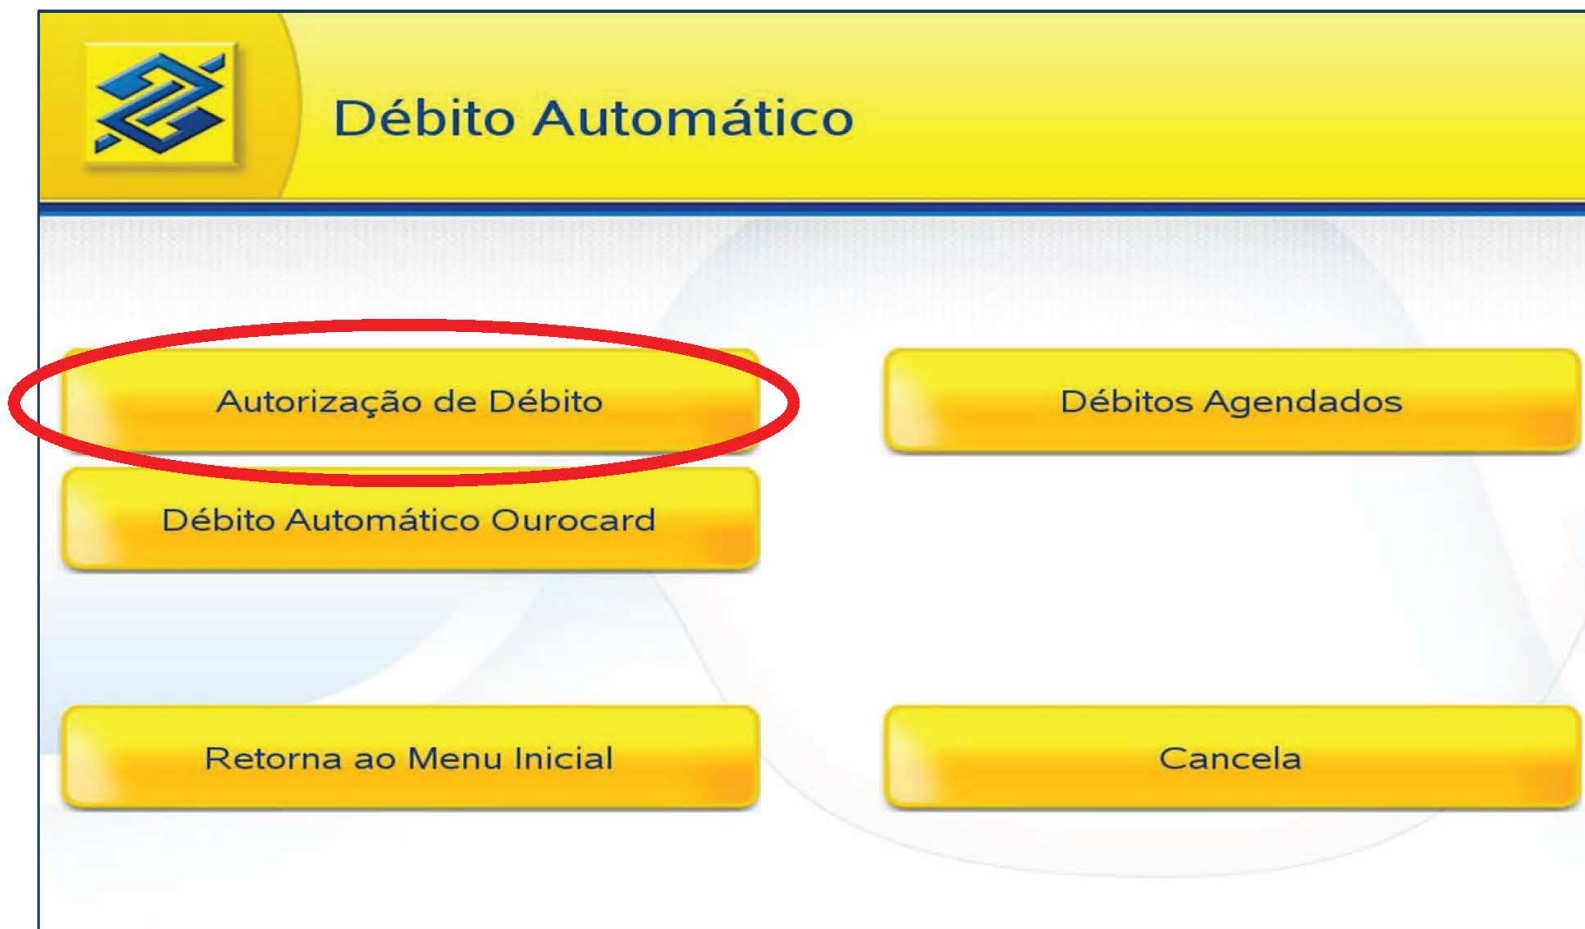 Débito Automático
Autorização de Débito
Débitos Agendados
Débito Automático Ourocard
Retorna ao Menu Inicial
Cancela